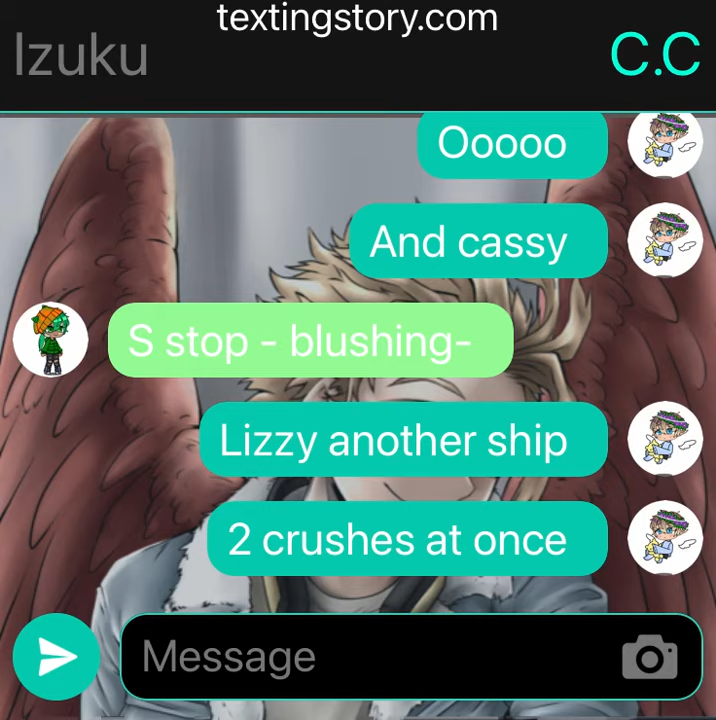 textingstory.com
Izuku
C.C
Ooooo
And cassy
S stop - blushing-
Lizzy another ship
2 crushes at once
Message